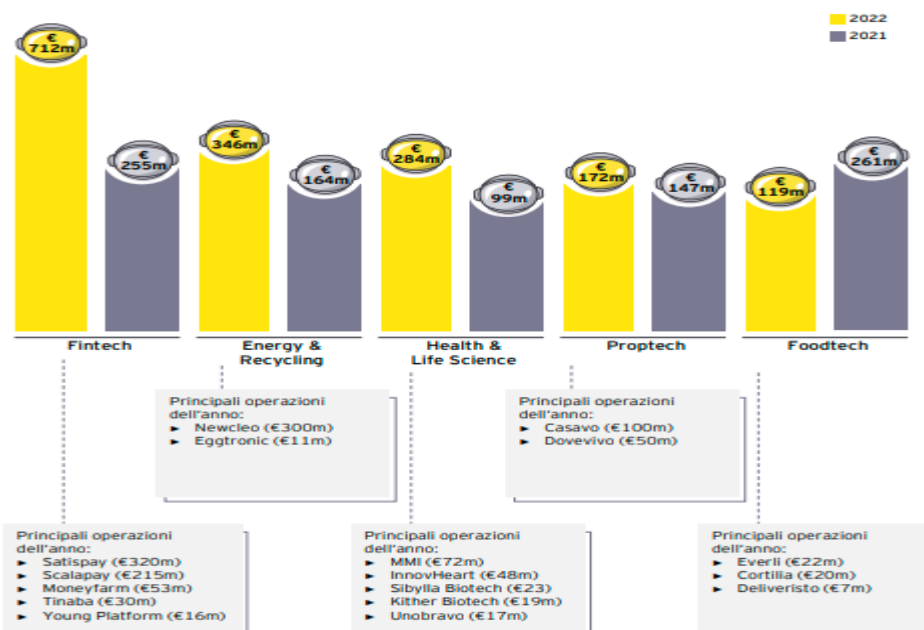 2022
2021
€
712m
€
255m
€
346m
€
164m
€
284m
€
99m
€
172m
€
147m
€
119m
€
261m
Fintech
Energy &
Recycling
Health &
Life Science
Proptech
Foodtech
Principali operazioni
dell'anno:
► Newcleo (€300m)
► Eggtronic (€11m)
Principali operazioni
dell'anno:
► Casavo (€100m)
► Dovevivo (€50m)
Principali operazioni
dell'anno:
► Satispay (€320m)
► Scalapay (€215m)
► Moneyfarm (€53m)
► Tinaba (€30m)
► Young Platform (€16m)
Principali operazioni
dell'anno:
► MMI (€72m)
► InnovHeart (€48m)
► Sibylla Biotech (€23)
► Kither Biotech (€19m)
► Unobravo (€17m)
Principali operazioni
dell'anno:
► Everli (€22m)
► Cortilia (€20m)
► Deliveristo (€7m)